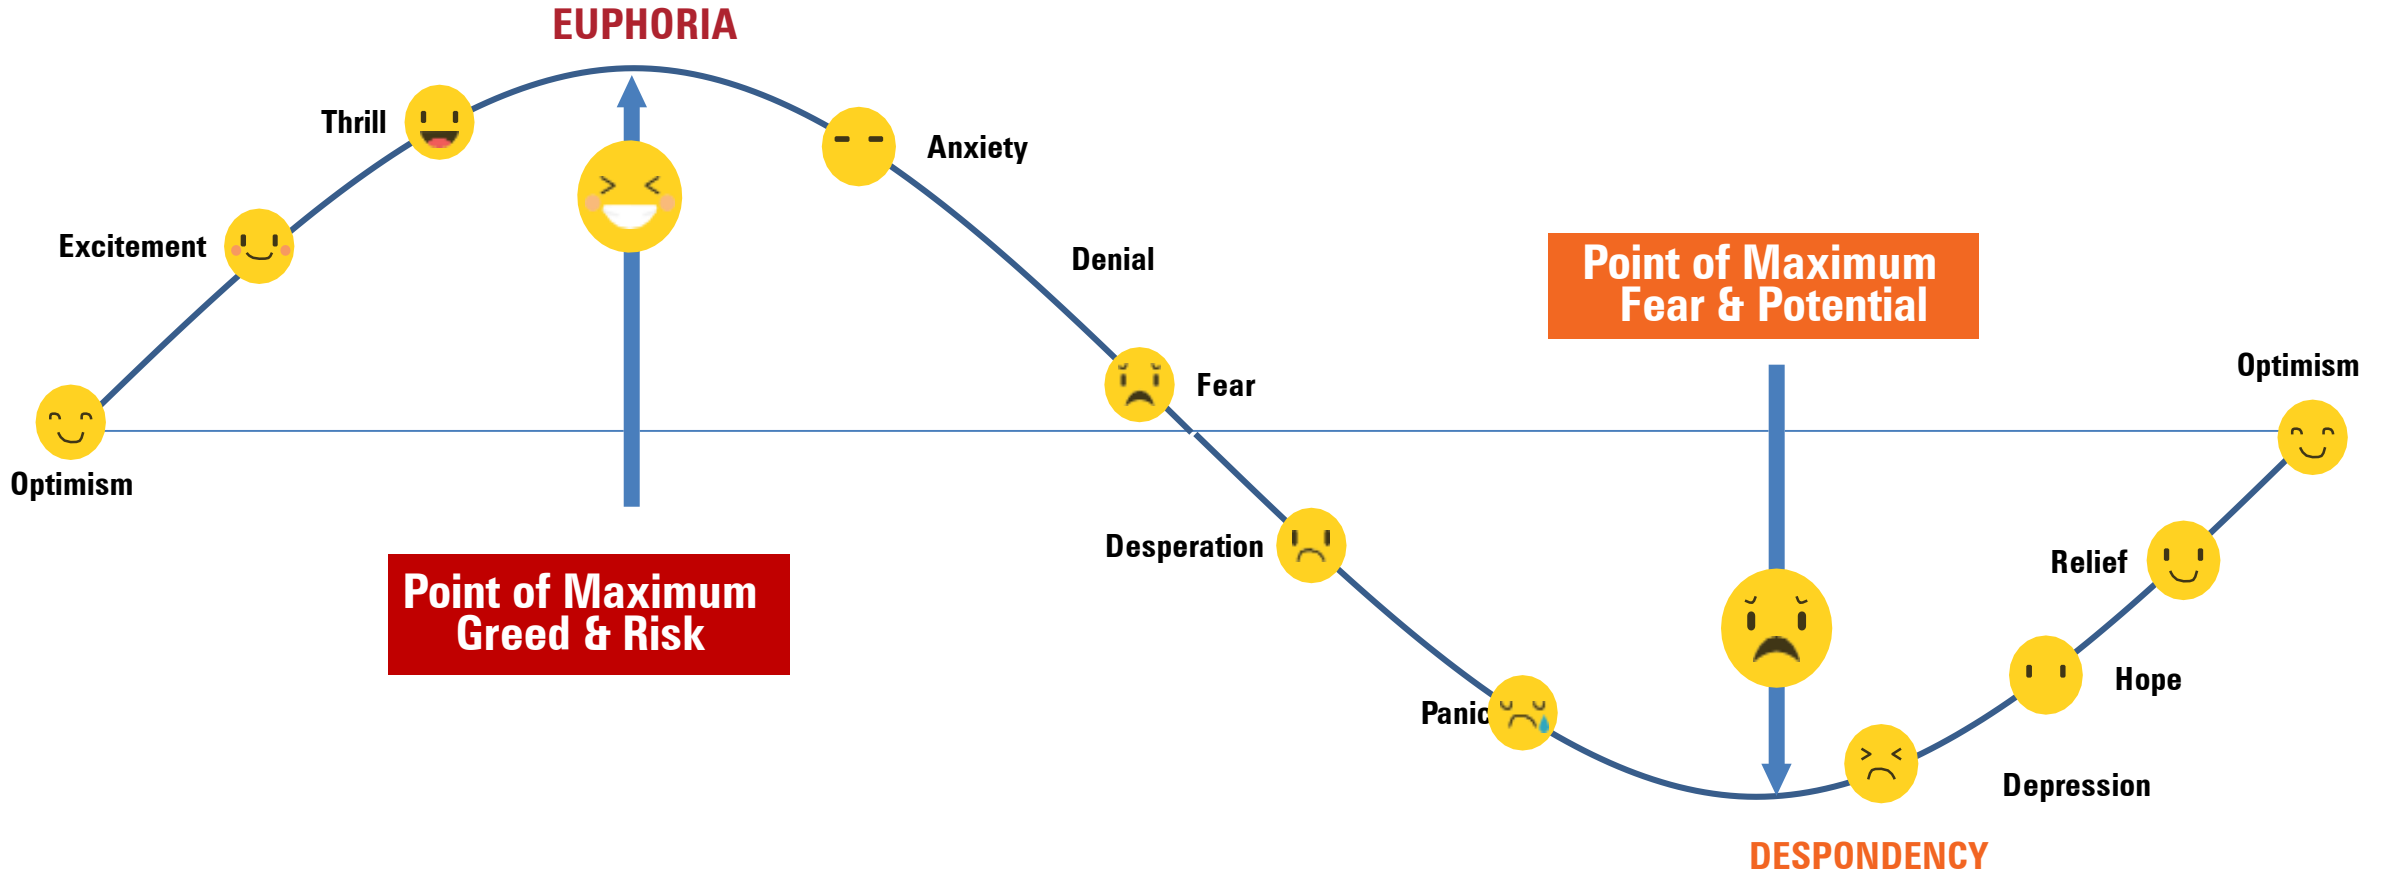 EUPHORIA
Thrill
Anxiety
Excitement
Denial
Point of Maximum
Fear & Potential
Optimism
Fear
Optimism
Desperation
Relief
Point of Maximum
Greed & Risk
Hope
Panic
Depression
DESPONDENCY